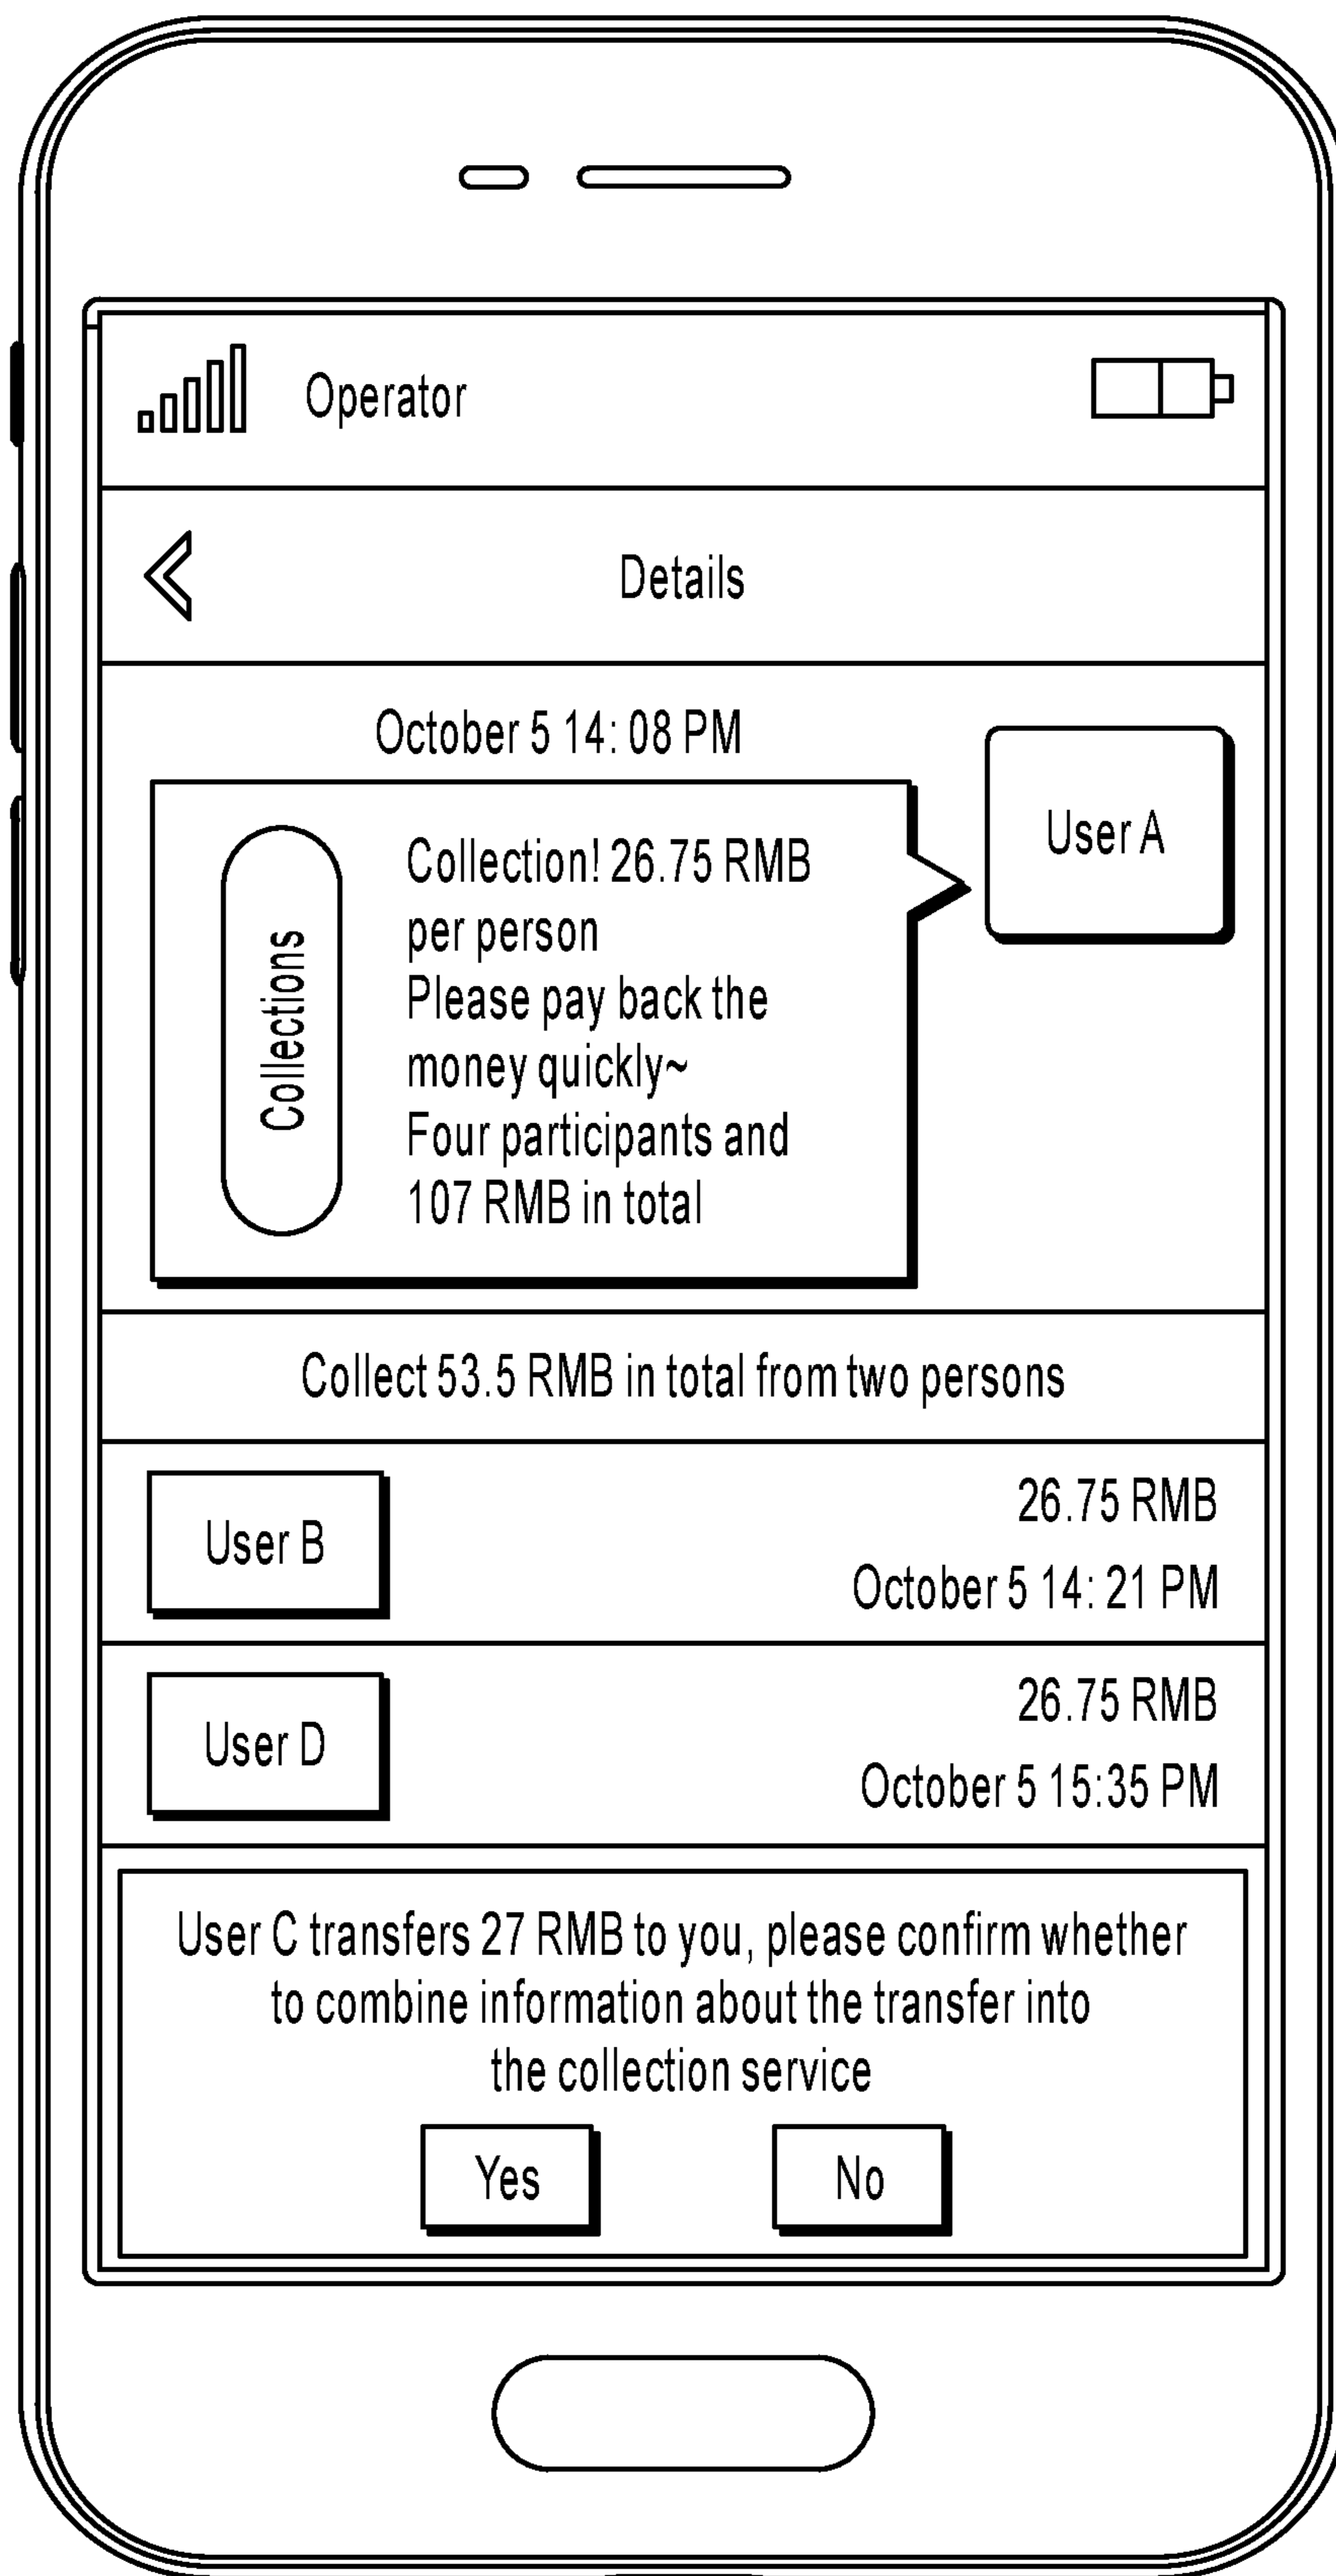 Operator
Details
October 5 14: 08 PM
User A
Collections
Collection! 26.75 RMB
per person
Please pay back the
money quickly~
Four participants and
107 RMB in total
Collect 53.5 RMB in total from two persons
User B
26.75 RMB
October 5 14: 21 PM
User D
26.75 RMB
October 5 15:35 PM
User C transfers 27 RMB to you, please confirm whether
to combine information about the transfer into
the collection service
Yes
No